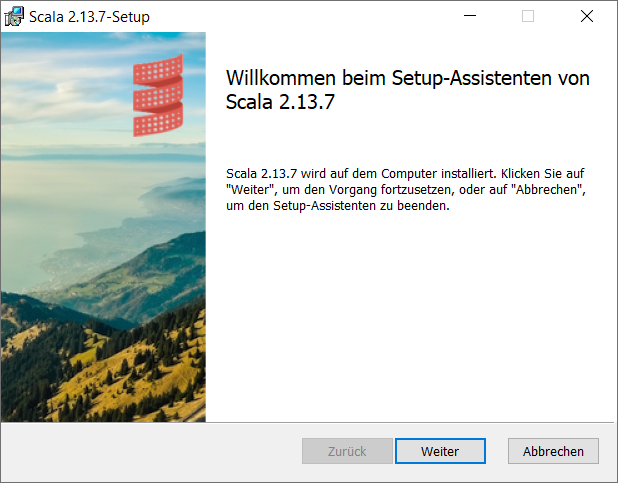 Scala 2.13.7-Setup
Willkommen beim Setup-Assistenten von
Scala 2.13.7
Scala 2.13.7 wird auf dem Computer installiert. Klicken Sie auf
"Weiter", um den Vorgang fortzusetzen, oder auf "Abbrechen",
um den Setup-Assistenten zu beenden.
Zurück Weiter Abbrechen